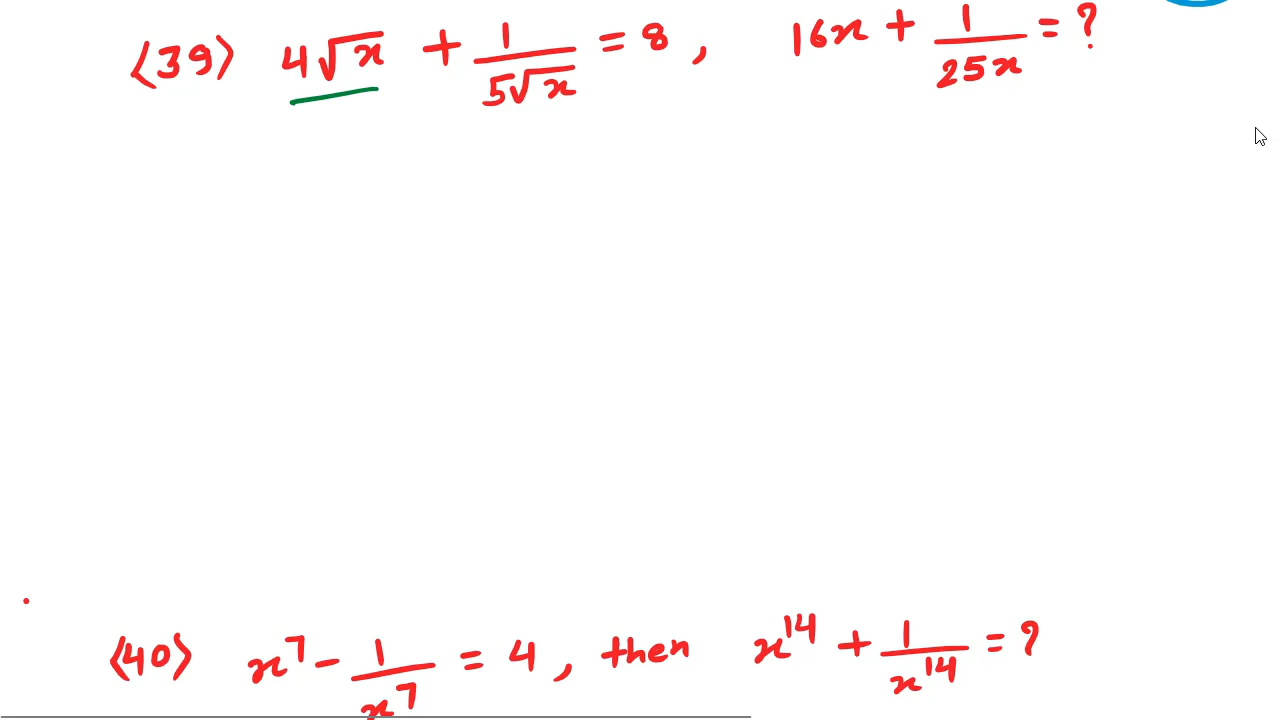 ⟨39⟩ 4√x + 1/(5√x) = 8, 16x + 1/(25x) = ?
⟨40⟩ x⁷ - 1/x⁷ = 4, then x¹⁴ + 1/x¹⁴ = ?